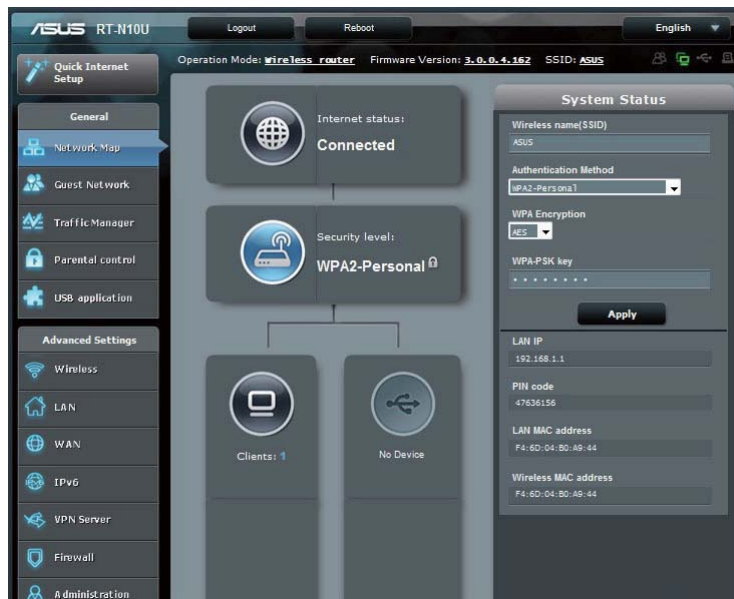 ASUS RT-N10U
Logout
Reboot
English
Quick Internet
Setup
Operation Mode: Wireless router Firmware Version: 3.0.0.4.162 SSID: ASUS
General
Network Map
Guest Network
Traffic Manager
Parental control
USB application
Advanced Settings
Wireless
LAN
WAN
IPv6
VPN Server
Firewall
Administration
Internet status:
Connected
Security level:
WPA2-Personal
Clients: 1
No Device
System Status
Wireless name(SSID)
ASUS
Authentication Method
WPA2-Personal
WPA Encryption
AES
WPA-PSK key
Apply
LAN IP
192.168.1.1
PIN code
47636156
LAN MAC address
F4:6D:04:B0:A9:44
Wireless MAC address
F4:6D:04:B0:A9:44